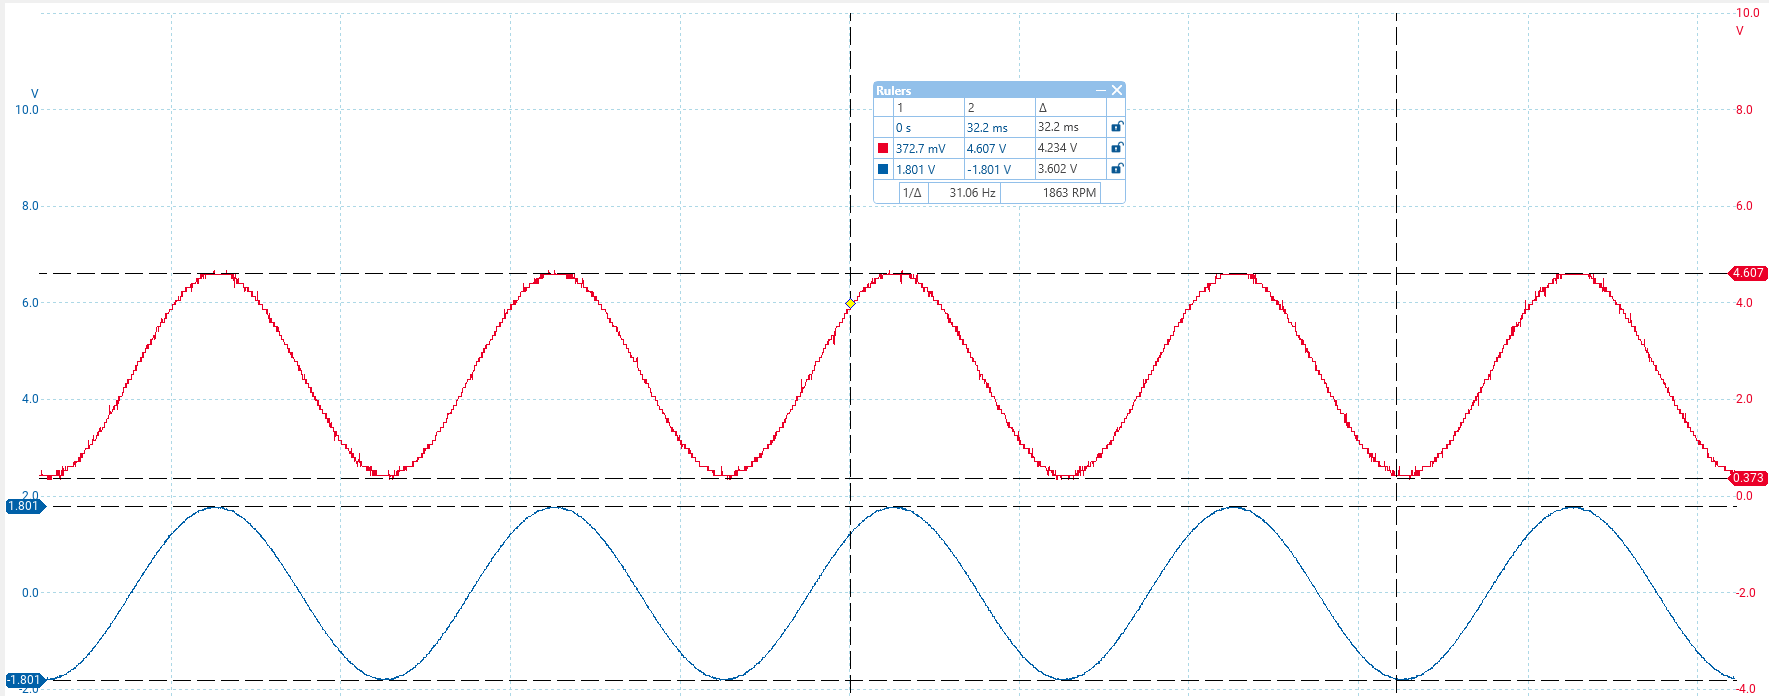 10.0
V
V
10.0
8.0
8.0
6.0
6.0
4.607
4.0
4.0
2.0
2.0
0.373
1.801
0.0
0.0
-2.0
-1.801
-2.0
-4.0
Rulers
1 2 Δ
0 s 32.2 ms 32.2 ms
372.7 mV 4.607 V 4.234 V
1.801 V -1.801 V 3.602 V
1/Δ 31.06 Hz 1863 RPM